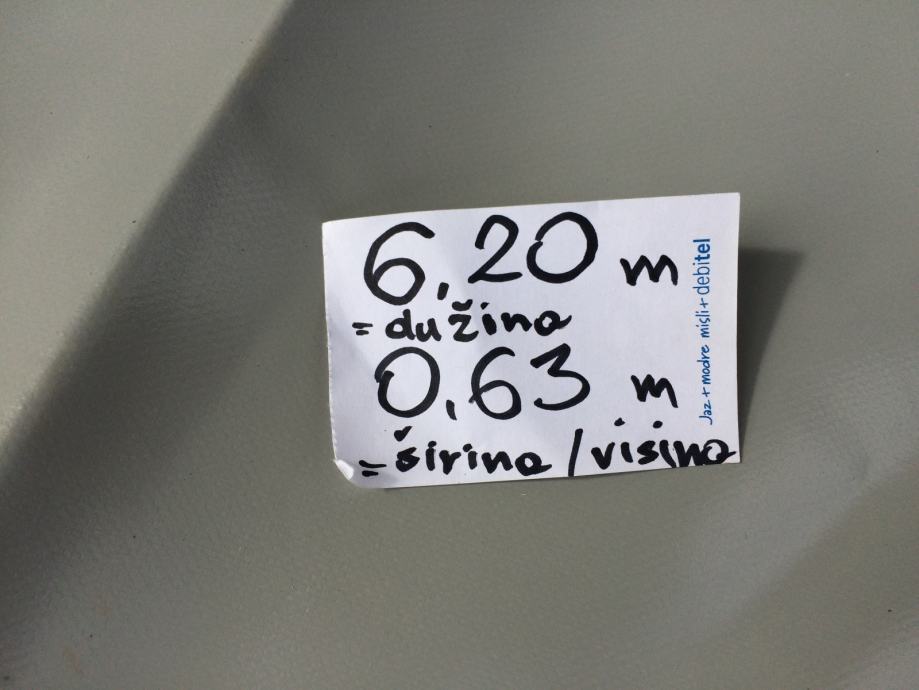 6,20 m
= dužina
0,63 m
= širina / visina
Jaz + modre misli + debitel